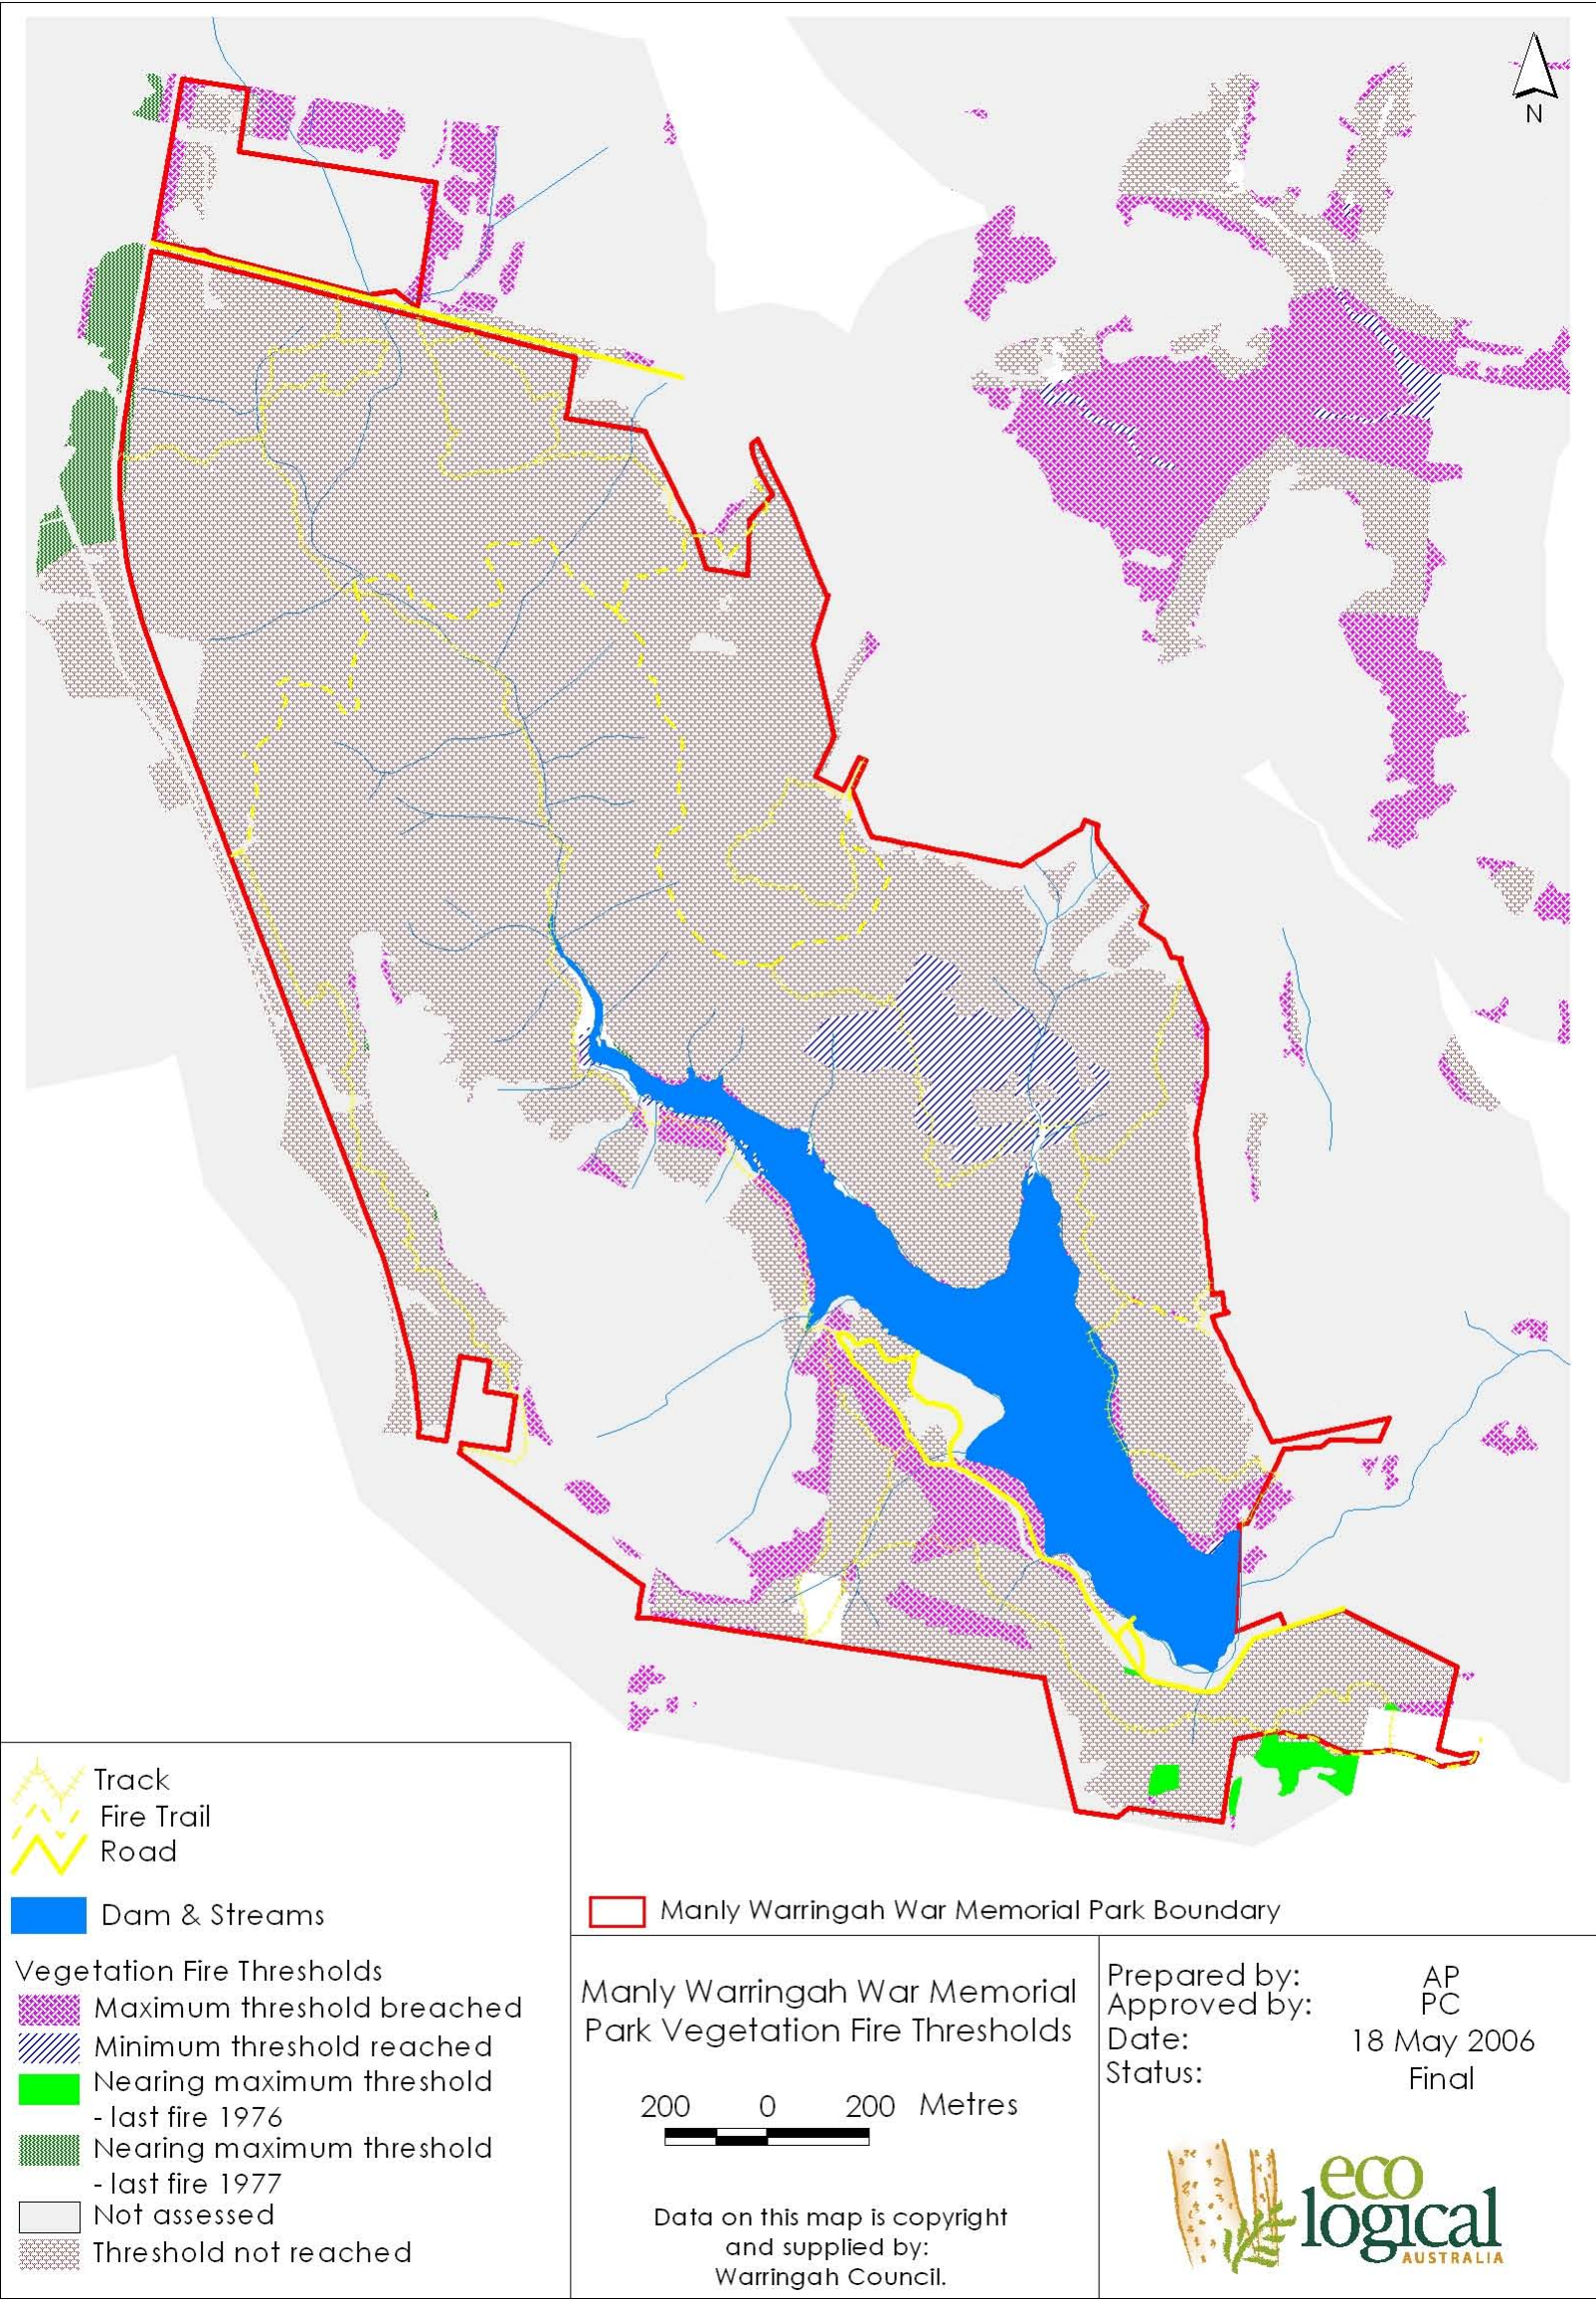 N
Track
Fire Trail
Road
Dam & Streams
Vegetation Fire Thresholds
Maximum threshold breached
Minimum threshold reached
Nearing maximum threshold
- last fire 1976
Nearing maximum threshold
- last fire 1977
Not assessed
Threshold not reached
Manly Warringah War Memorial Park Boundary
Manly Warringah War Memorial
Park Vegetation Fire Thresholds
200 0 200 Metres
Data on this map is copyright
and supplied by:
Warringah Council.
Prepared by: AP
Approved by: PC
Date: 18 May 2006
Status: Final
eco
logical
AUSTRALIA